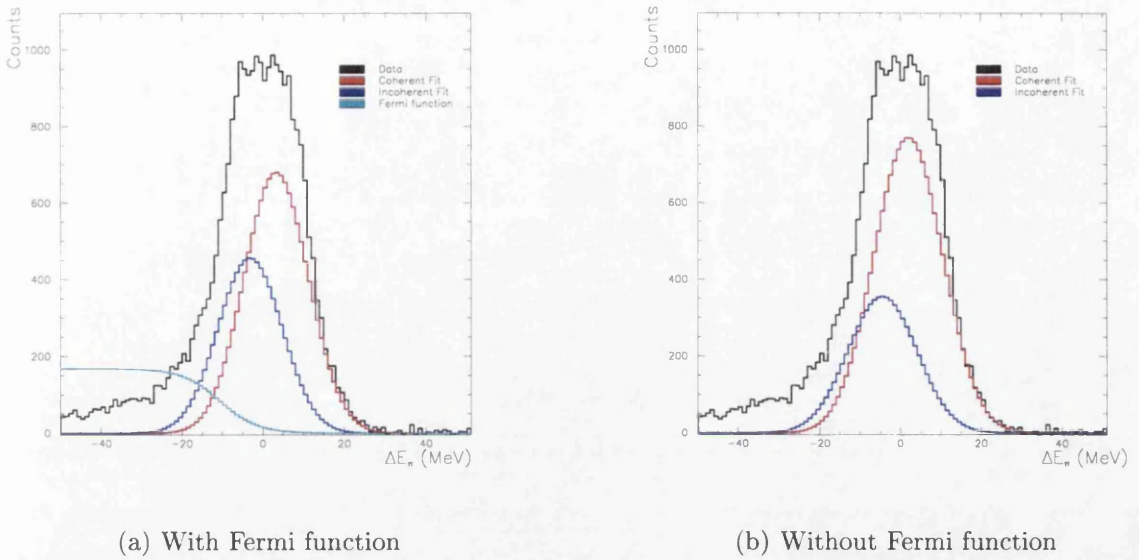 Counts
1000
800
600
400
200
0
−40
−20
0
20
40
ΔE_π (MeV)
Data
Coherent Fit
Incoherent Fit
Fermi function
(a) With Fermi function
Counts
1000
800
600
400
200
0
−40
−20
0
20
40
ΔE_π (MeV)
Data
Coherent Fit
Incoherent Fit
(b) Without Fermi function